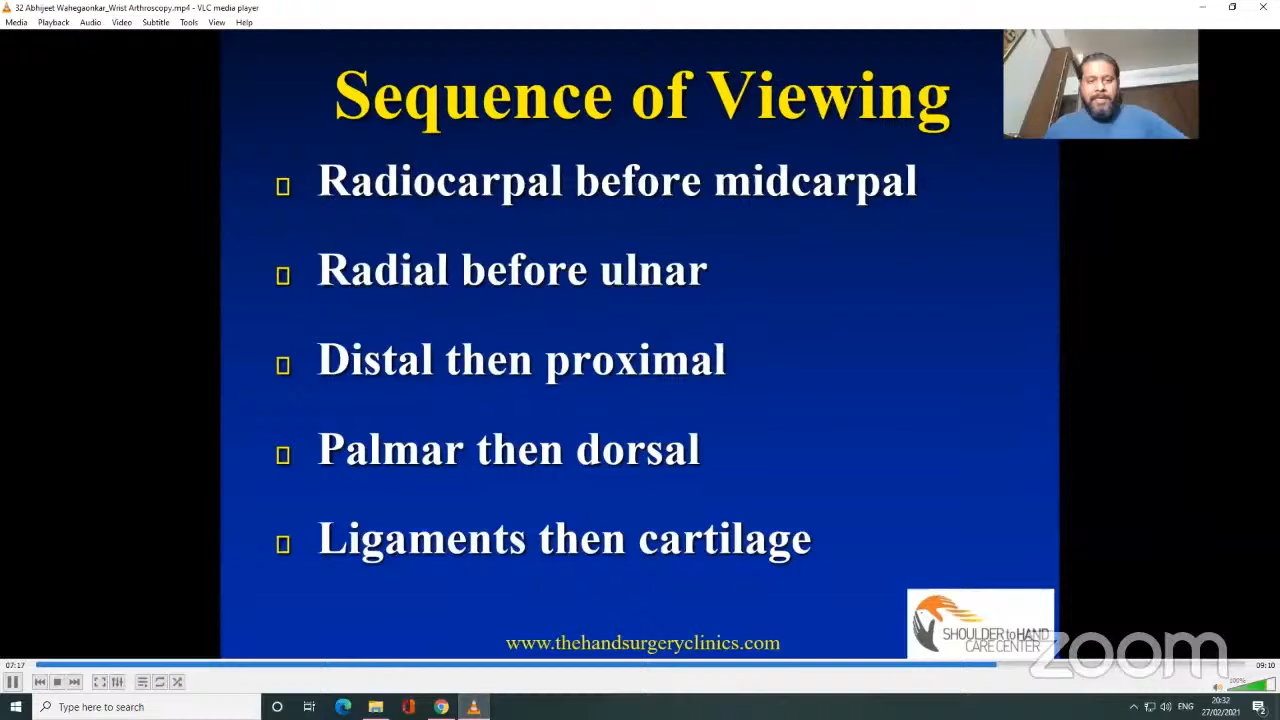 32 Abhijeet Wahegaonkar_Wrist Arthroscopy.mp4 - VLC media player
Media Playback Audio Video Subtitle Tools View Help
Sequence of Viewing
Radiocarpal before midcarpal
Radial before ulnar
Distal then proximal
Palmar then dorsal
Ligaments then cartilage
SHOULDER to HAND
CARE CENTER
www.thehandsurgeryclinics.com
zoom
07:17
09:10
100%
Type here to search
ENG
20:32
27/02/2021
2